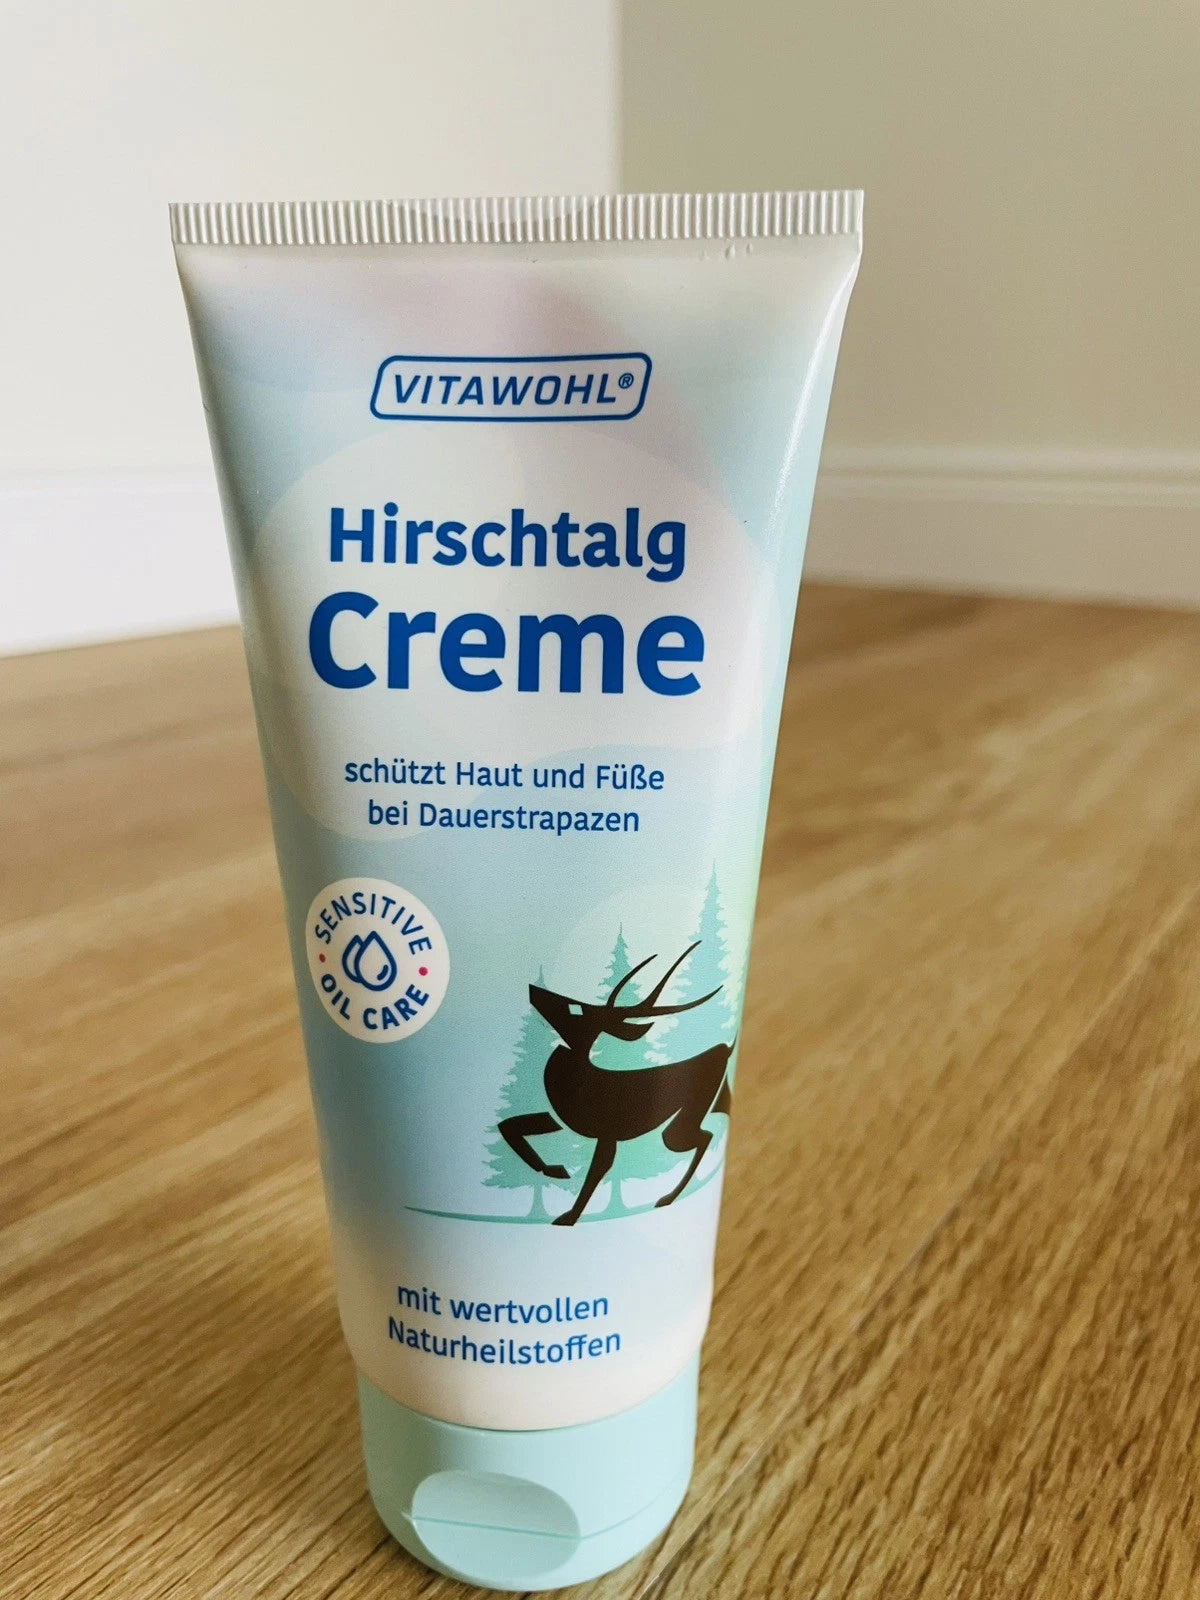 VITAWOHL®
Hirschtalg
Creme
schützt Haut und Füße
bei Dauerstrapazen
SENSITIVE
OIL CARE
mit wertvollen
Naturheilstoffen